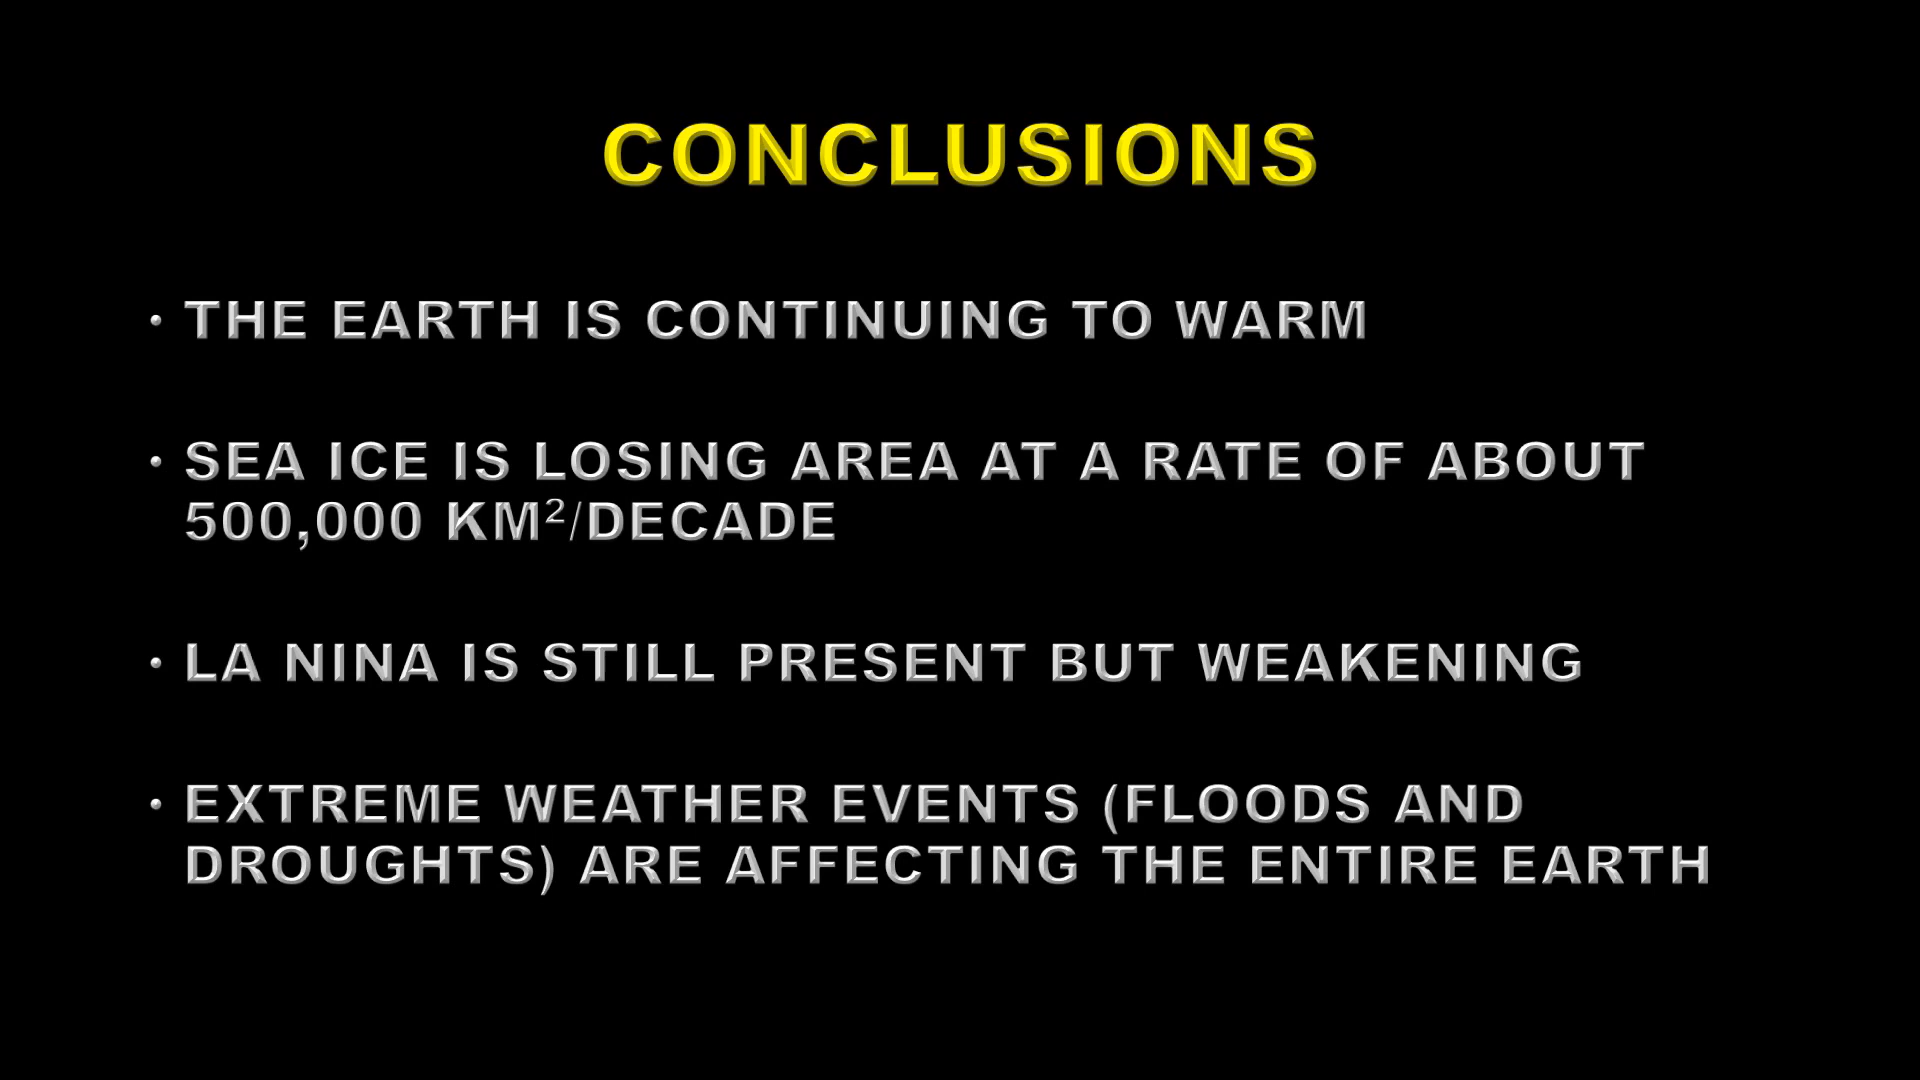 CONCLUSIONS
• THE EARTH IS CONTINUING TO WARM
• SEA ICE IS LOSING AREA AT A RATE OF ABOUT
500,000 KM²/DECADE
• LA NINA IS STILL PRESENT BUT WEAKENING
• EXTREME WEATHER EVENTS (FLOODS AND
DROUGHTS) ARE AFFECTING THE ENTIRE EARTH